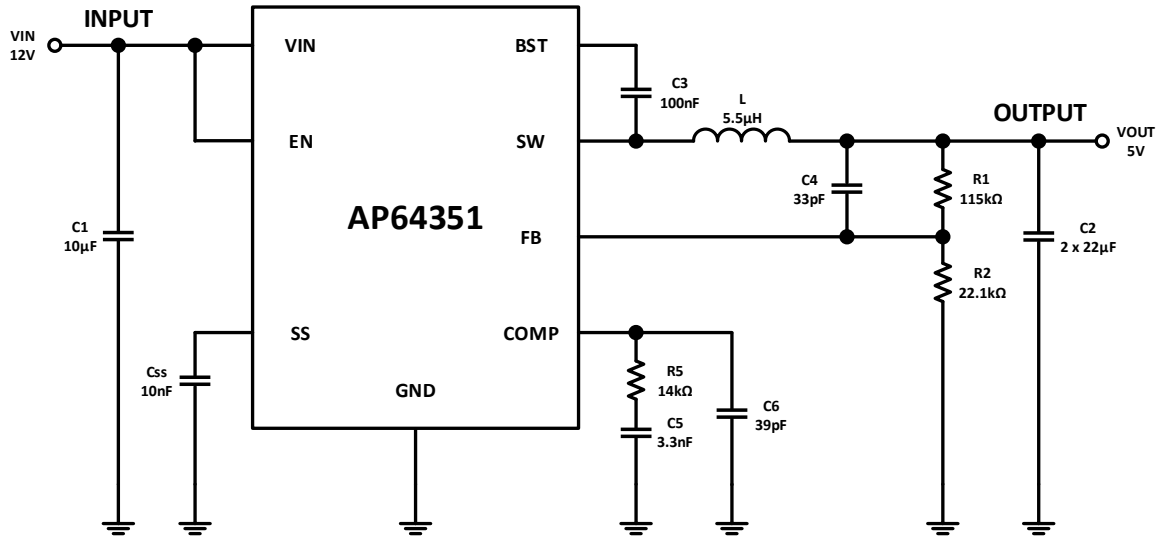 INPUT
VIN
12V
VIN
BST
C3
100nF
L
5.5µH
OUTPUT
VOUT
5V
EN
SW
C4
33pF
R1
115kΩ
AP64351
C1
10µF
FB
C2
2 x 22µF
R2
22.1kΩ
SS
COMP
Css
10nF
GND
R5
14kΩ
C5
3.3nF
C6
39pF